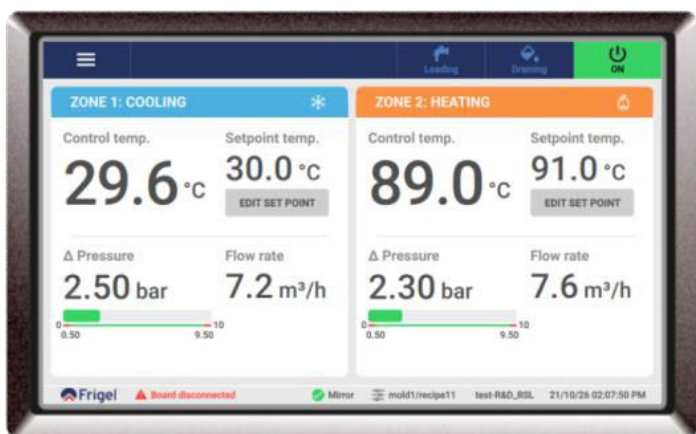 Loading
Draining
ON
ZONE 1: COOLING
Control temp.
29.6 °C
Setpoint temp.
30.0 °C
EDIT SET POINT
Δ Pressure
2.50 bar
0
10
0.50
9.50
Flow rate
7.2 m³/h
ZONE 2: HEATING
Control temp.
89.0 °C
Setpoint temp.
91.0 °C
EDIT SET POINT
Δ Pressure
2.30 bar
0
10
0.50
9.50
Flow rate
7.6 m³/h
Frigel Board disconnected Mirror mold1/recipe11 test-R&D_RSL 21/10/26 02:07:50 PM